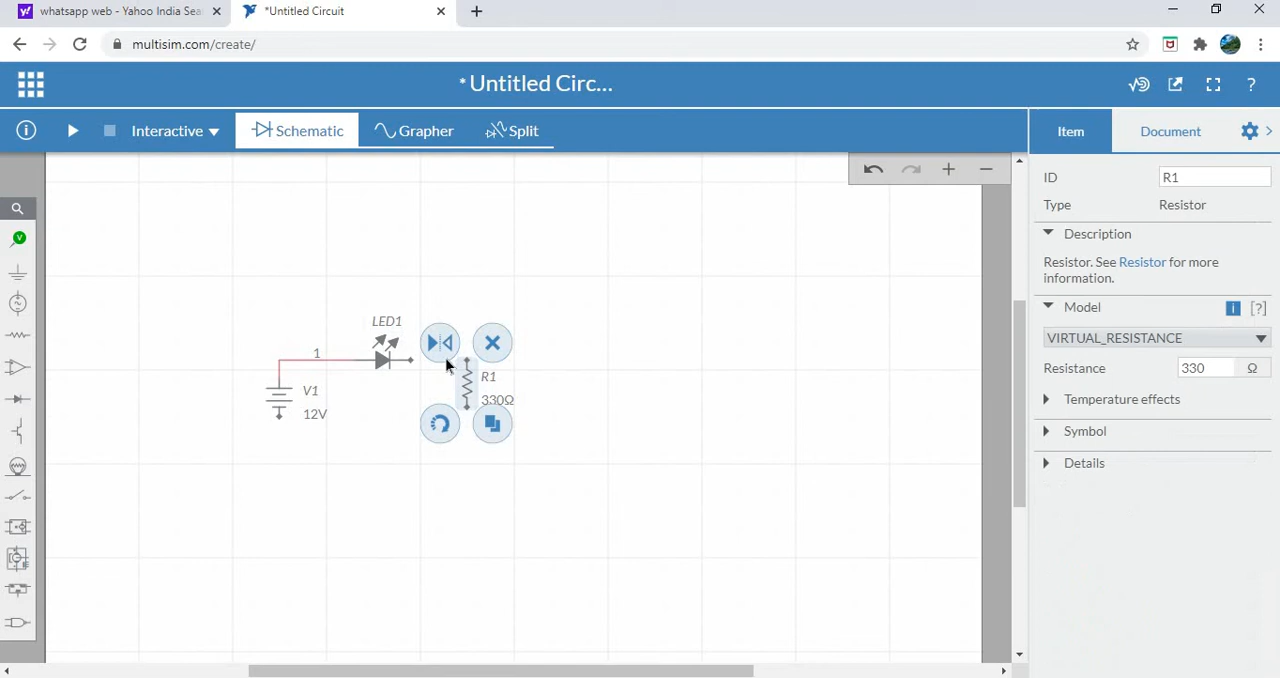 whatsapp web - Yahoo India Sea
*Untitled Circuit
multisim.com/create/
* Untitled Circ...
?
Interactive
Schematic
Grapher
Split
Item
Document
ID
R1
Type
Resistor
Description
Resistor. See Resistor for more
information.
Model
[?]
VIRTUAL_RESISTANCE
Resistance
330
Ω
Temperature effects
Symbol
Details
LED1
1
V1
12V
R1
330Ω